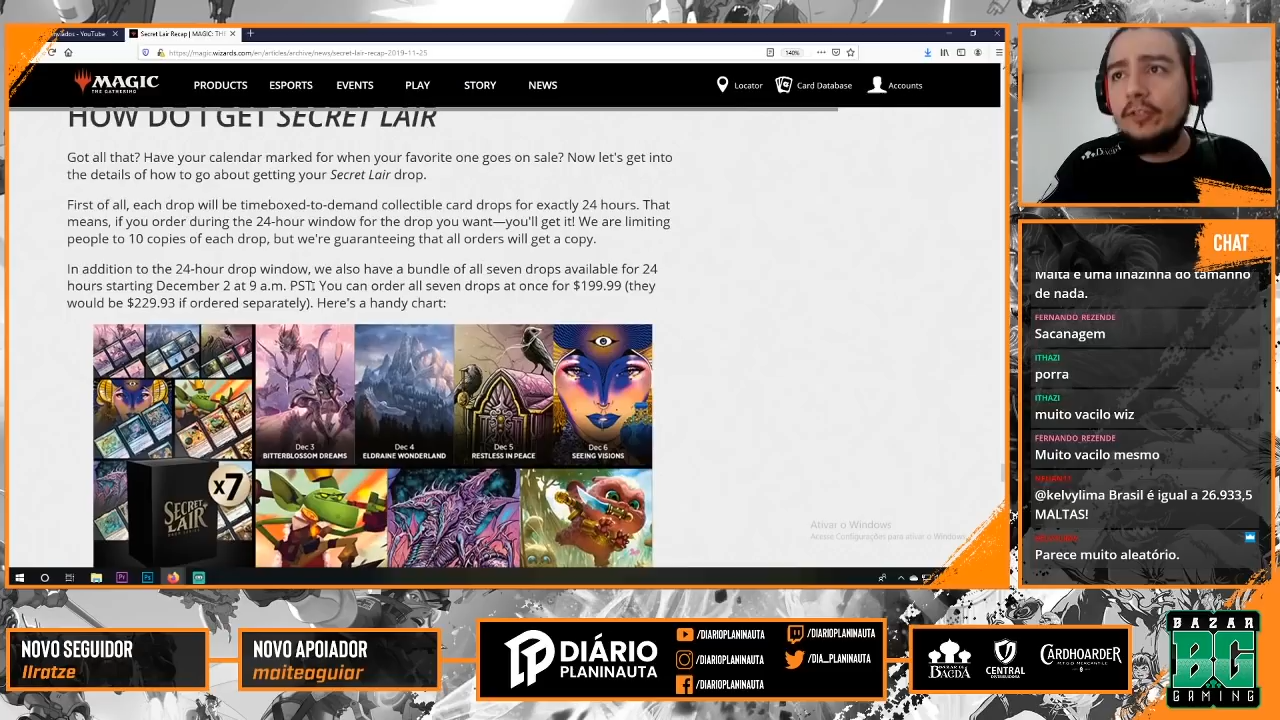 inviados - YouTube
Secret Lair Recap | MAGIC: THE
https://magic.wizards.com/en/articles/archive/news/secret-lair-recap-2019-11-25
140%
MAGIC
THE GATHERING
PRODUCTS ESPORTS EVENTS PLAY STORY NEWS
Locator Card Database Accounts
HOW DO I GET SECRET LAIR
Got all that? Have your calendar marked for when your favorite one goes on sale? Now let's get into
the details of how to go about getting your Secret Lair drop.
First of all, each drop will be timeboxed-to-demand collectible card drops for exactly 24 hours. That
means, if you order during the 24-hour window for the drop you want—you'll get it! We are limiting
people to 10 copies of each drop, but we're guaranteeing that all orders will get a copy.
In addition to the 24-hour drop window, we also have a bundle of all seven drops available for 24
hours starting December 2 at 9 a.m. PST. You can order all seven drops at once for $199.99 (they
would be $229.93 if ordered separately). Here's a handy chart:
Dec 3
BITTERBLOSSOM DREAMS
Dec 4
ELDRAINE WONDERLAND
Dec 5
RESTLESS IN PEACE
Dec 6
SEEING VISIONS
x7
SECRET
LAIR
Ativar o Windows
Acesse Configurações para ativar o Windows.
CHAT
Malta é uma linazinha do tamanho
de nada.
FERNANDO_REZENDE
Sacanagem
ITHAZI
porra
ITHAZI
muito vacilo wiz
FERNANDO_REZENDE
Muito vacilo mesmo
@kelvylima Brasil é igual a 26.933,5
MALTAS!
Parece muito aleatório.
NOVO SEGUIDOR
llratze
NOVO APOIADOR
maiteaguiar
DIÁRIO
PLANINAUTA
/DIARIOPLANINAUTA
/DIARIOPLANINAUTA
/DIARIOPLANINAUTA
/DIARIOPLANINAUTA
/DIA_PLANINAUTA
BAZAR DE
BAGDÁ
CENTRAL
DISTRIBUIDORA
CARDHOARDER
BAZAR
BG
GAMING